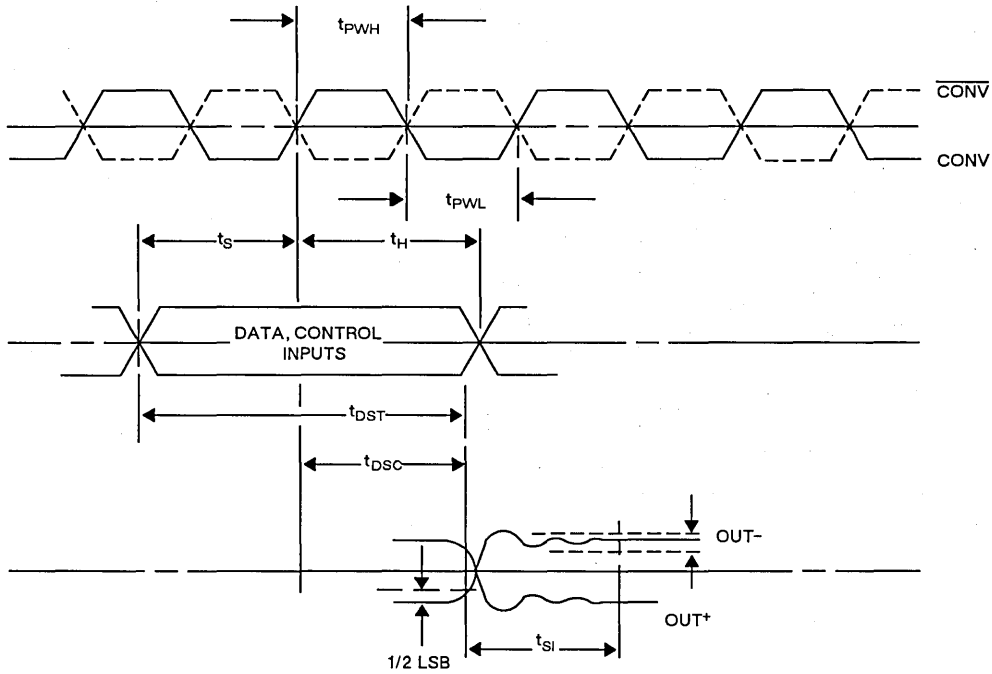 tPWH
CONV
CONV
tPWL
tS
tH
DATA, CONTROL
INPUTS
tDST
tDSC
OUT−
OUT+
tSI
1/2 LSB